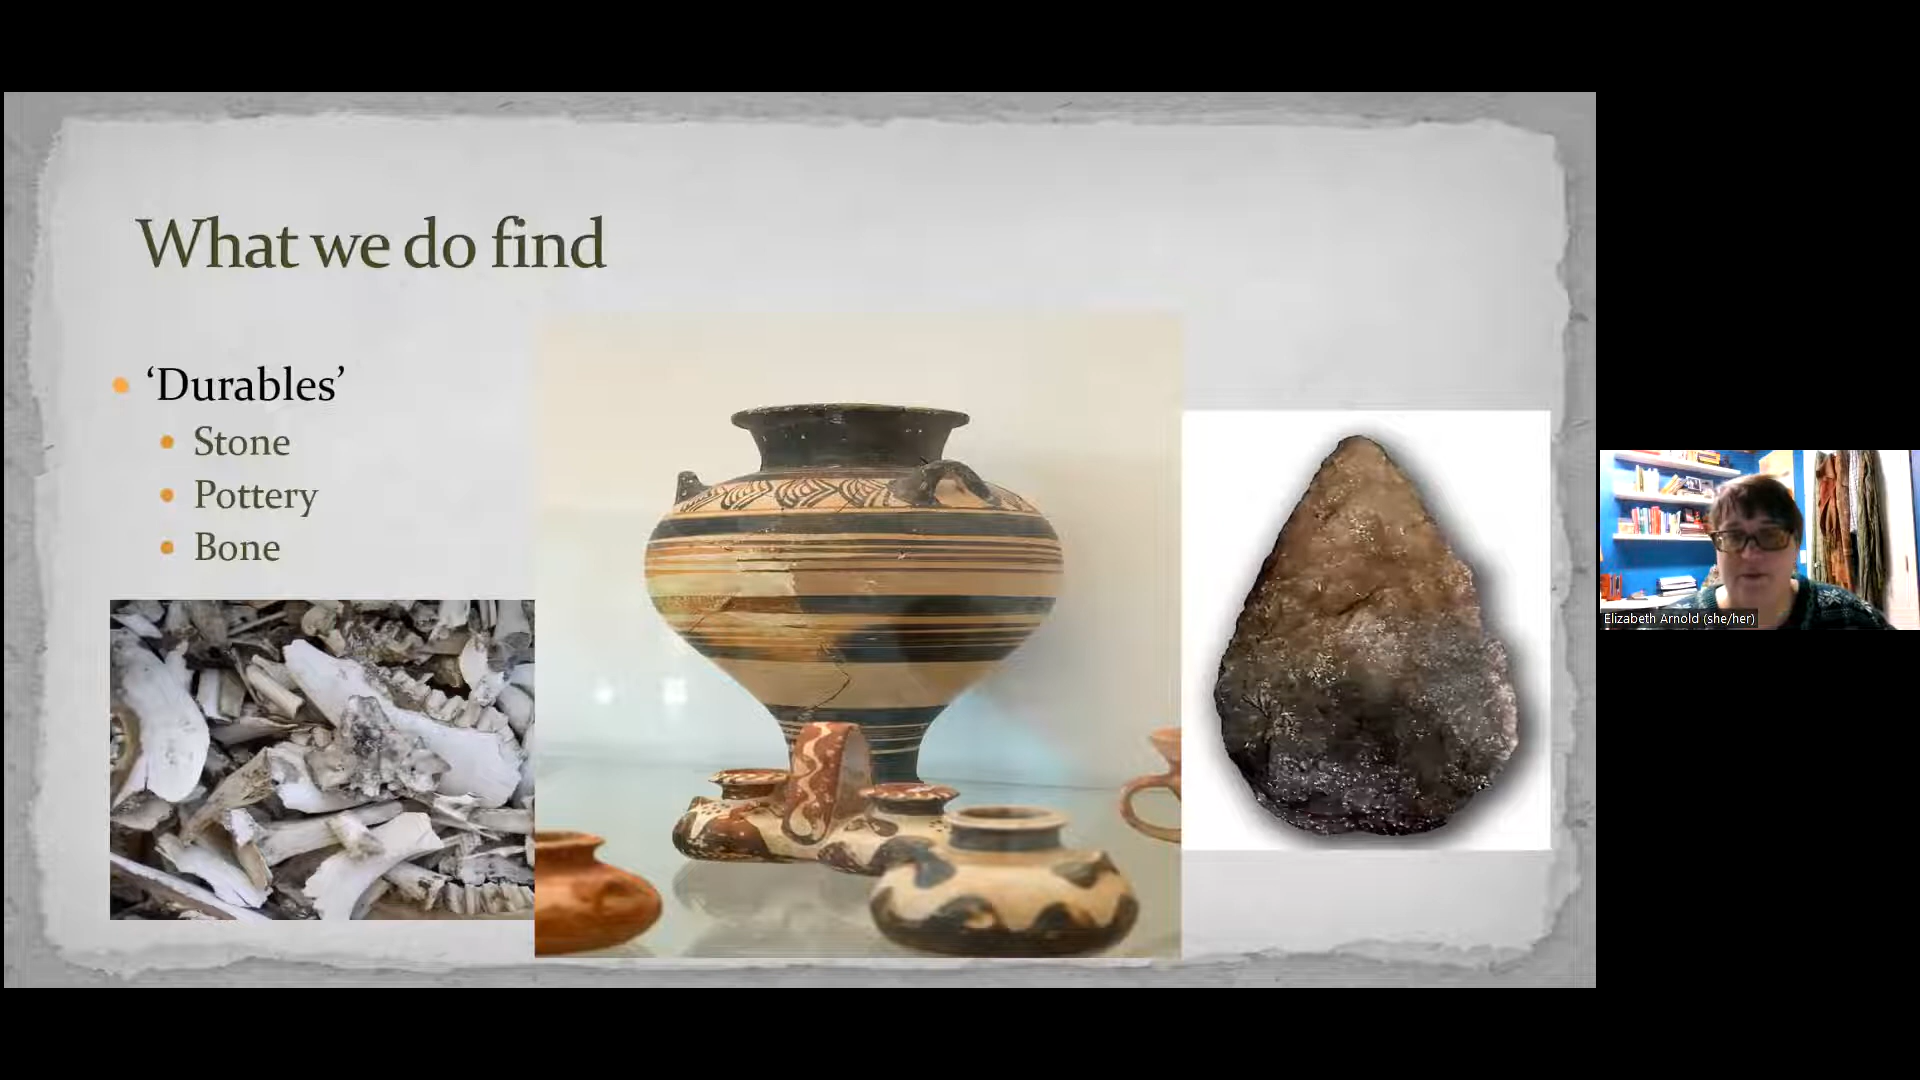 What we do find
‘Durables’
Stone
Pottery
Bone
Elizabeth Arnold (she/her)